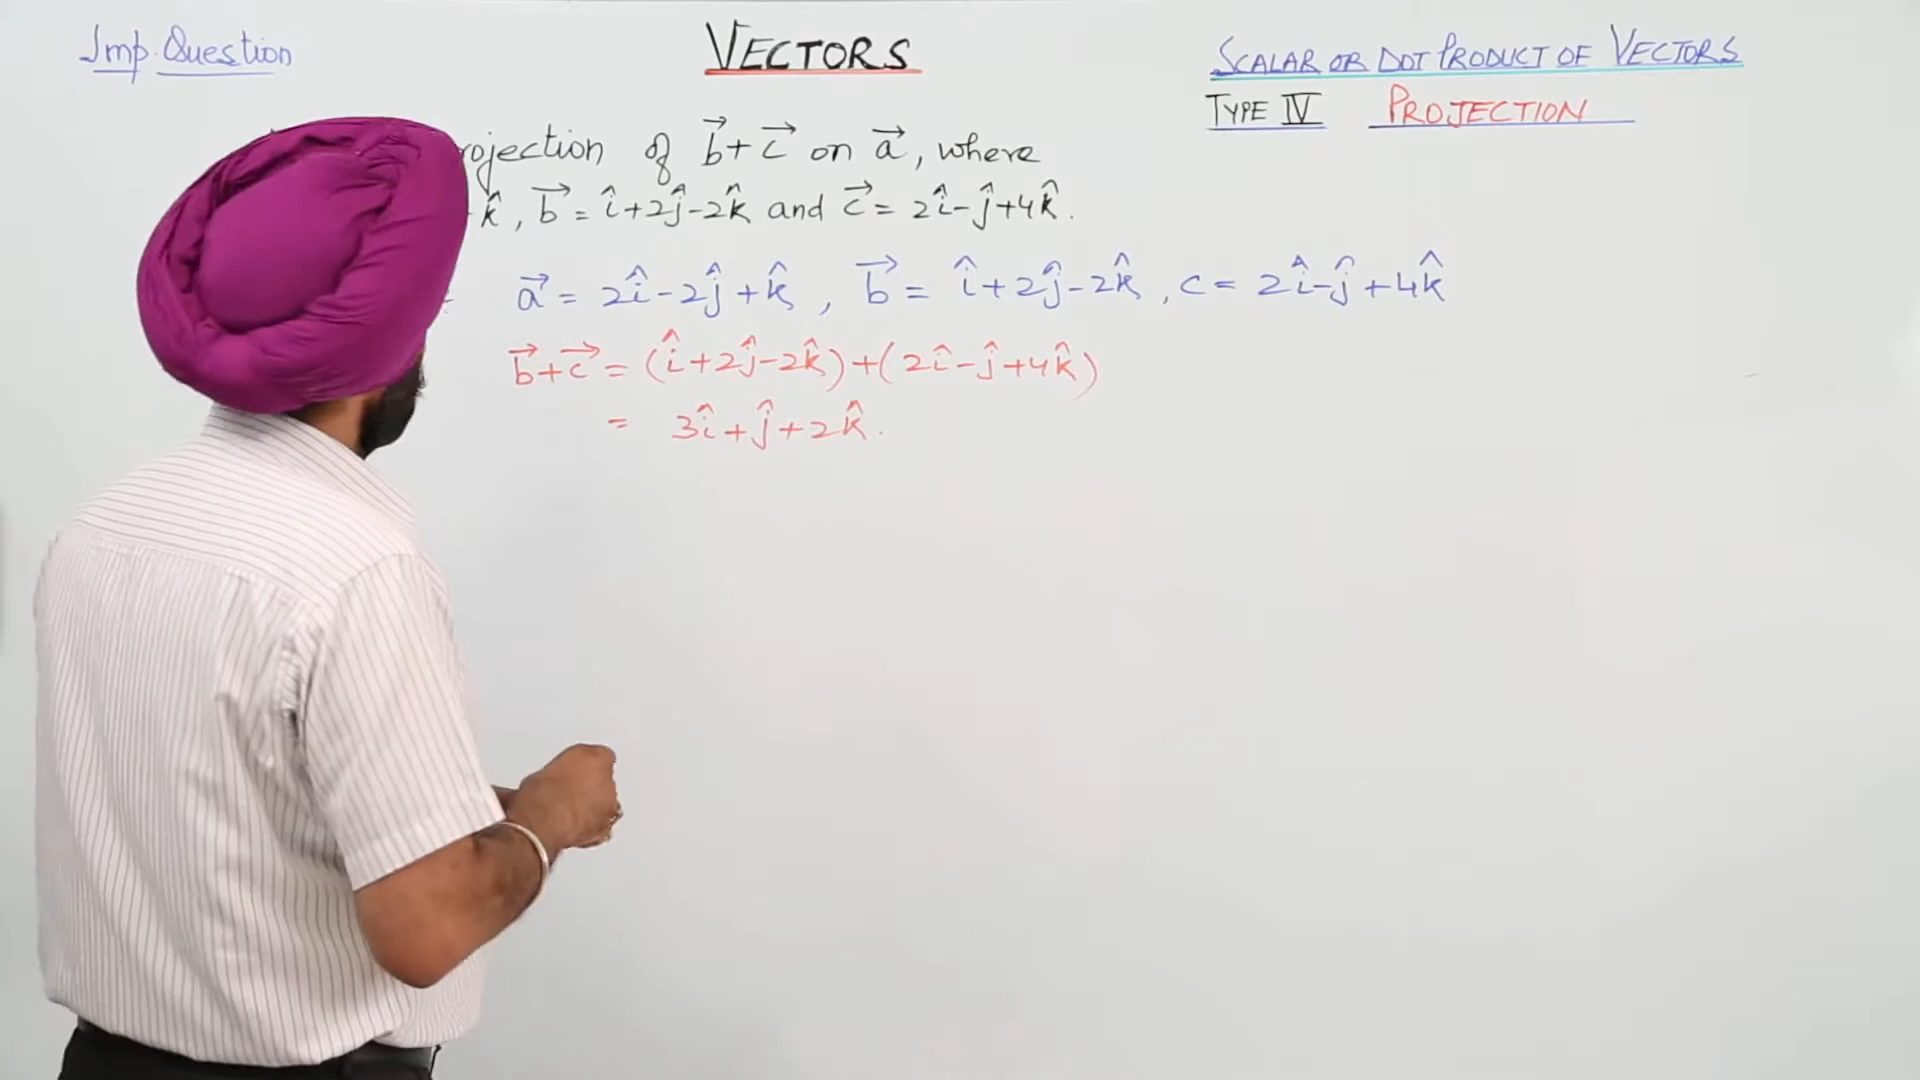 Imp. Question
VECTORS
SCALAR OR DOT PRODUCT OF VECTORS
TYPE IV PROJECTION
rojection of b⃗+c⃗ on a⃗, where
k̂, b⃗ = î+2ĵ-2k̂ and c⃗ = 2î-ĵ+4k̂.
a⃗ = 2î-2ĵ+k̂, b⃗ = î+2ĵ-2k̂, c = 2î-ĵ+4k̂
b⃗+c⃗ = (î+2ĵ-2k̂)+(2î-ĵ+4k̂)
= 3î+ĵ+2k̂.